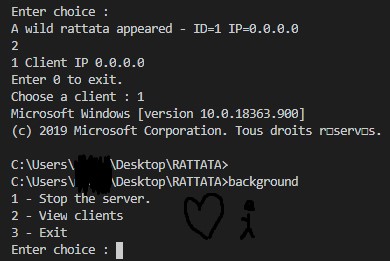 Enter choice :
A wild rattata appeared - ID=1 IP=0.0.0.0
2
1 Client IP 0.0.0.0
Enter 0 to exit.
Choose a client : 1
Microsoft Windows [version 10.0.18363.900]
(c) 2019 Microsoft Corporation. Tous droits r□serv□s.
C:\Users\ \Desktop\RATTATA>
C:\Users\ \Desktop\RATTATA>background
1 - Stop the server.
2 - View clients
3 - Exit
Enter choice :